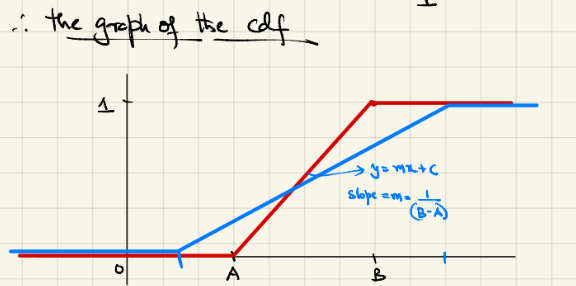 ∴ the graph of the cdf
1
y = mx + c
slope = m = 1/(B-A)
0 A B